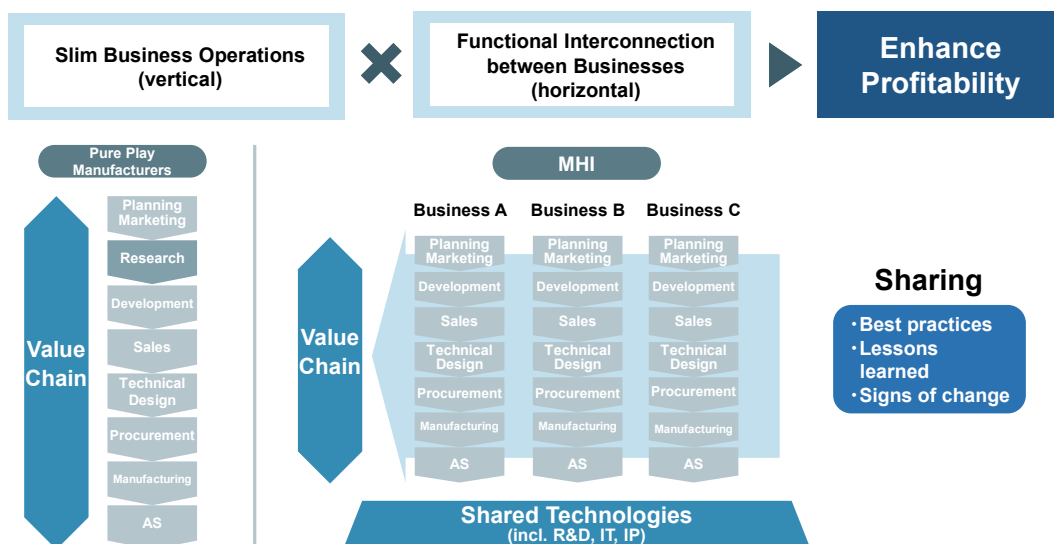 Slim Business Operations
(vertical)
Functional Interconnection
between Businesses
(horizontal)
Enhance
Profitability
Pure Play
Manufacturers
Value
Chain
Planning
Marketing
Research
Development
Sales
Technical
Design
Procurement
Manufacturing
AS
MHI
Value
Chain
Business A
Planning
Marketing
Development
Sales
Technical
Design
Procurement
Manufacturing
AS
Business B
Planning
Marketing
Development
Sales
Technical
Design
Procurement
Manufacturing
AS
Business C
Planning
Marketing
Development
Sales
Technical
Design
Procurement
Manufacturing
AS
Shared Technologies
(incl. R&D, IT, IP)
Sharing
・Best practices
・Lessons
learned
・Signs of change